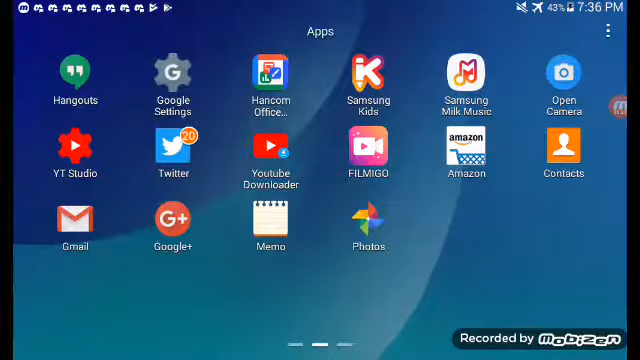 43% 7:36 PM
Apps
Hangouts
Google
Settings
Hancom
Office...
Samsung
Kids
Samsung
Milk Music
Open
Camera
amazon
20
YT Studio
Twitter
Youtube
Downloader
FILMIGO
Amazon
Contacts
G+
Gmail
Google+
Memo
Photos
Recorded by Mobizen